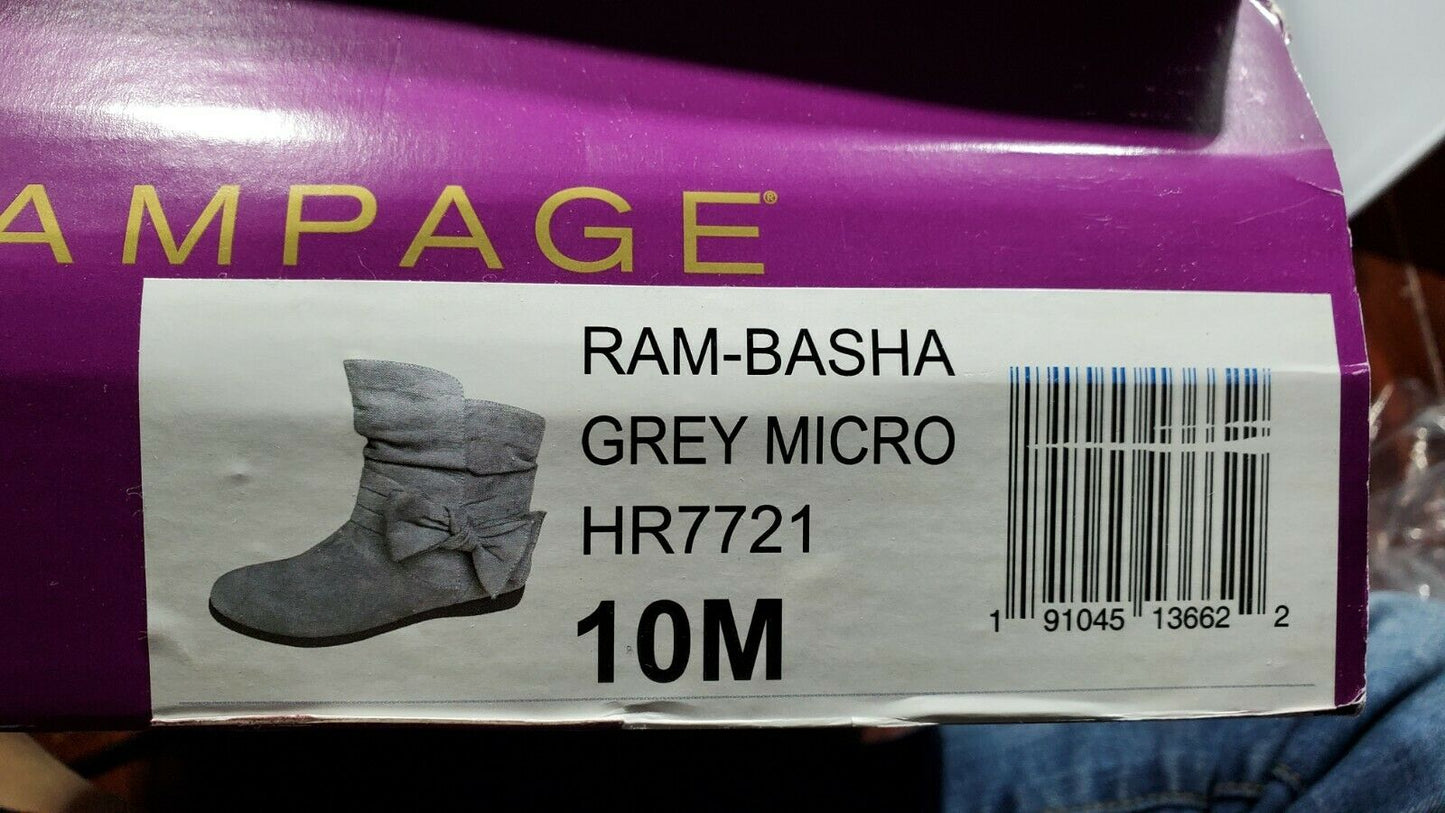 AMPAGE®
RAM-BASHA
GREY MICRO
HR7721
10M
1 91045 13662 2